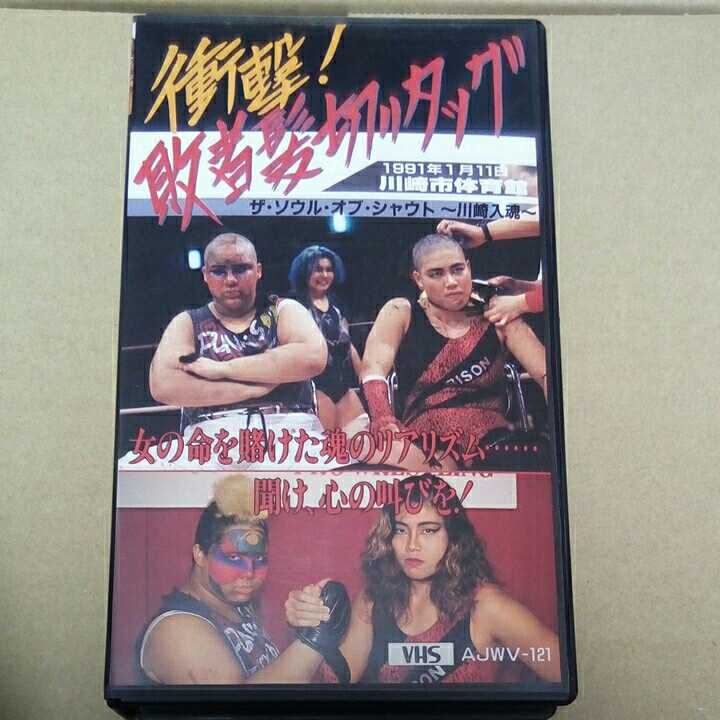 衝撃!
敗者髪切りタッグ
1991年1月11日
川崎市体育館
ザ・ソウル・オブ・シャウト ~川崎入魂~
BISON
女の命を賭けた魂のリアリズム……
聞け、心の叫びを!
VHS AJWV-121